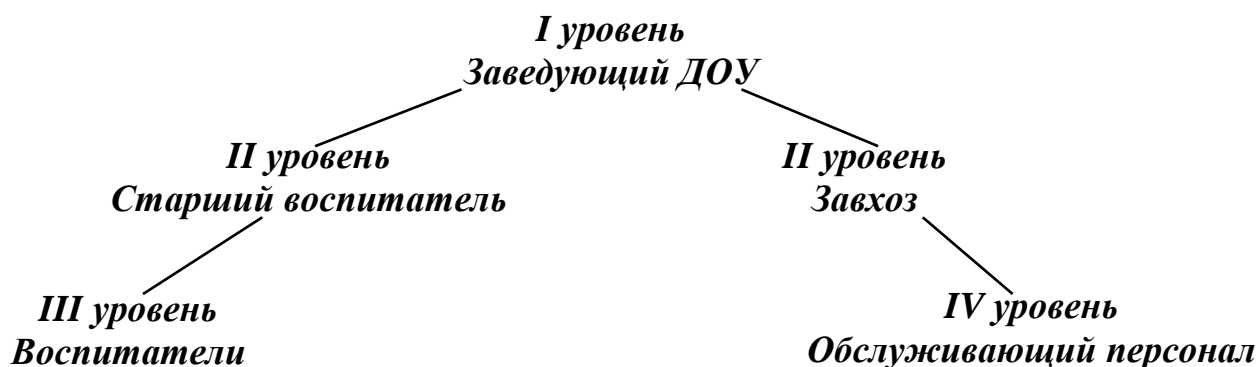 I уровень
Заведующий ДОУ
II уровень
Старший воспитатель
II уровень
Завхоз
III уровень
Воспитатели
IV уровень
Обслуживающий персонал